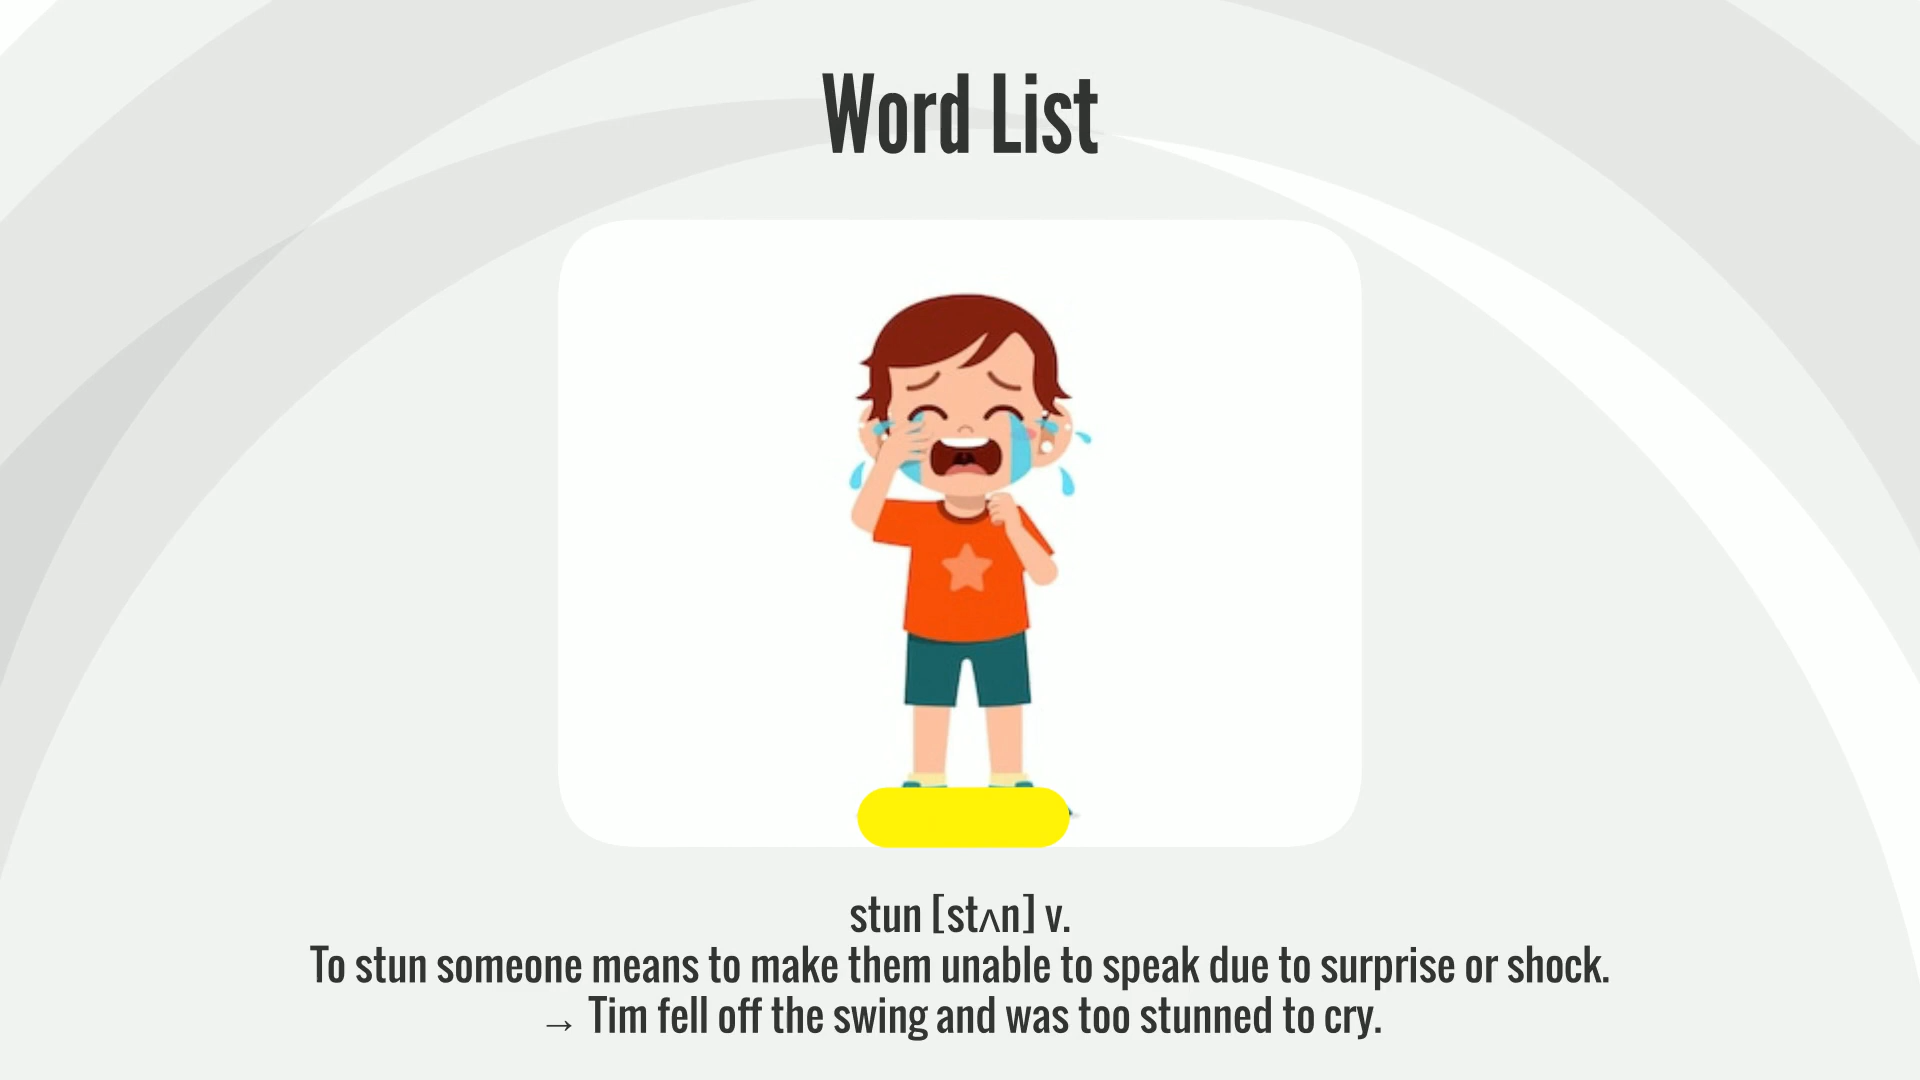 Word List
stun [stʌn] v.
To stun someone means to make them unable to speak due to surprise or shock.
→ Tim fell off the swing and was too stunned to cry.